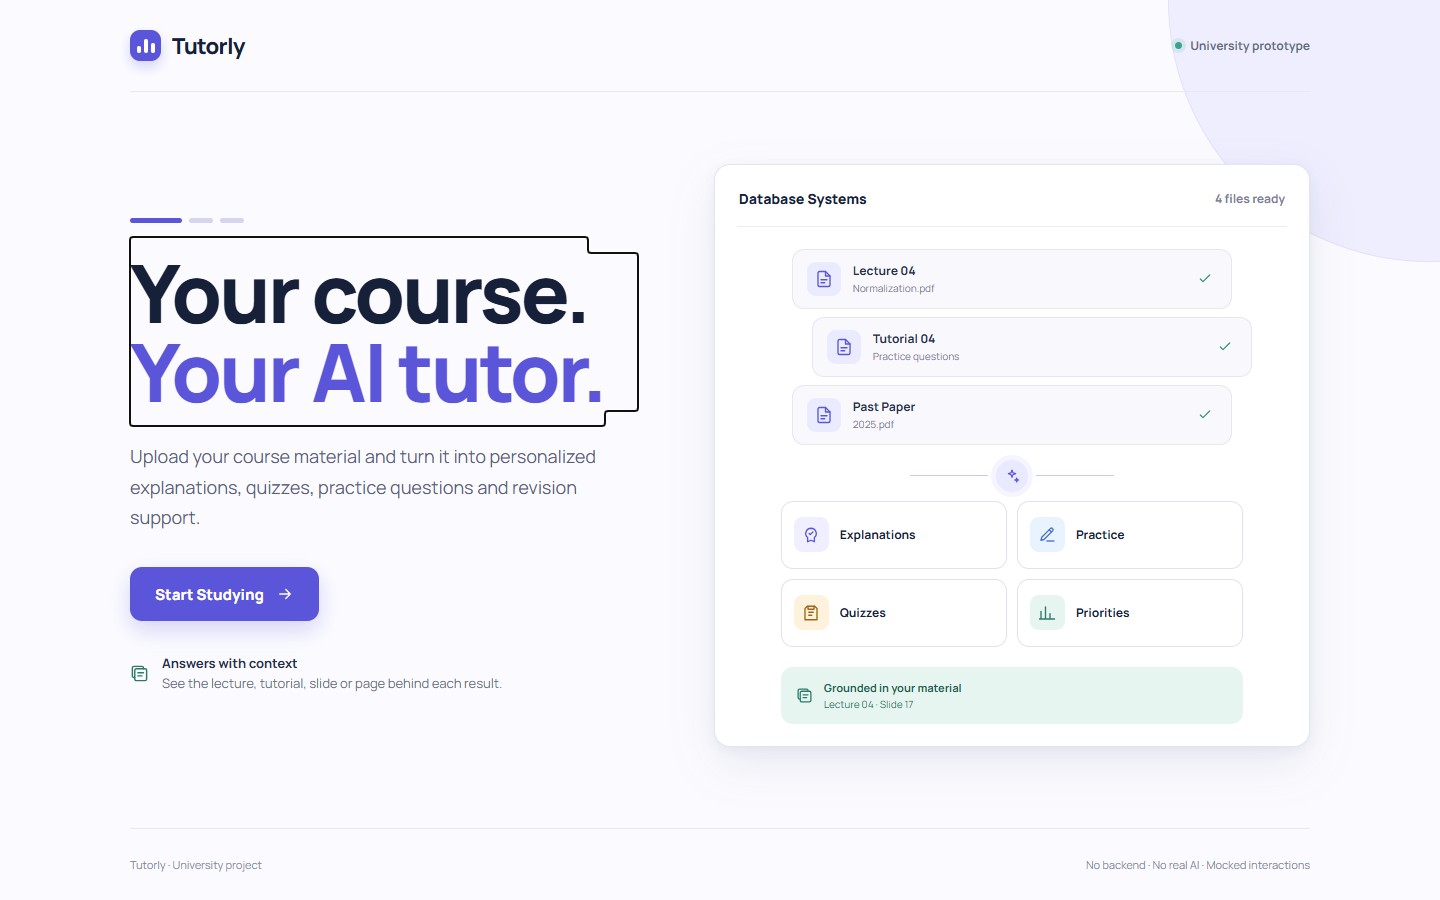 Tutorly
University prototype
Your course.
Your AI tutor.
Upload your course material and turn it into personalized
explanations, quizzes, practice questions and revision
support.
Start Studying
Answers with context
See the lecture, tutorial, slide or page behind each result.
Database Systems
4 files ready
Lecture 04
Normalization.pdf
Tutorial 04
Practice questions
Past Paper
2025.pdf
Explanations
Practice
Quizzes
Priorities
Grounded in your material
Lecture 04 · Slide 17
Tutorly · University project
No backend · No real AI · Mocked interactions